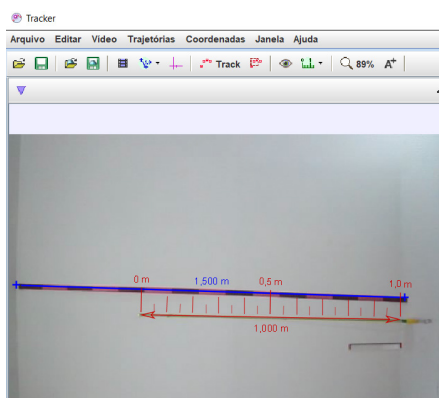 Tracker
Arquivo Editar Vídeo Trajetórias Coordenadas Janela Ajuda
Track 89% A+
0 m 1,500 m 0,5 m 1,0 m
1,000 m